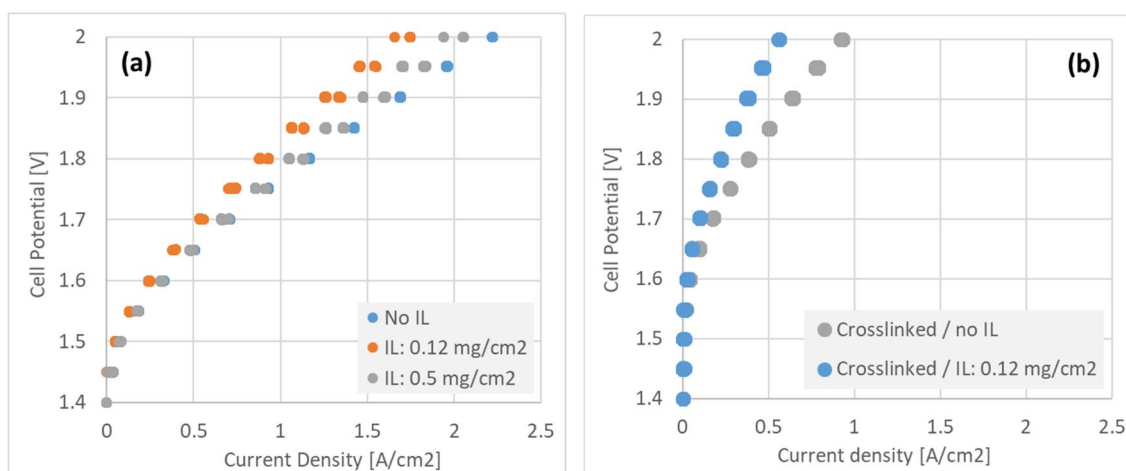 (a)
Cell Potential [V]
2
1.9
1.8
1.7
1.6
1.5
1.4
0 0.5 1 1.5 2 2.5
Current Density [A/cm2]
No IL
IL: 0.12 mg/cm2
IL: 0.5 mg/cm2
(b)
Cell Potential [V]
2
1.9
1.8
1.7
1.6
1.5
1.4
0 0.5 1 1.5 2 2.5
Current density [A/cm2]
Crosslinked / no IL
Crosslinked / IL: 0.12 mg/cm2